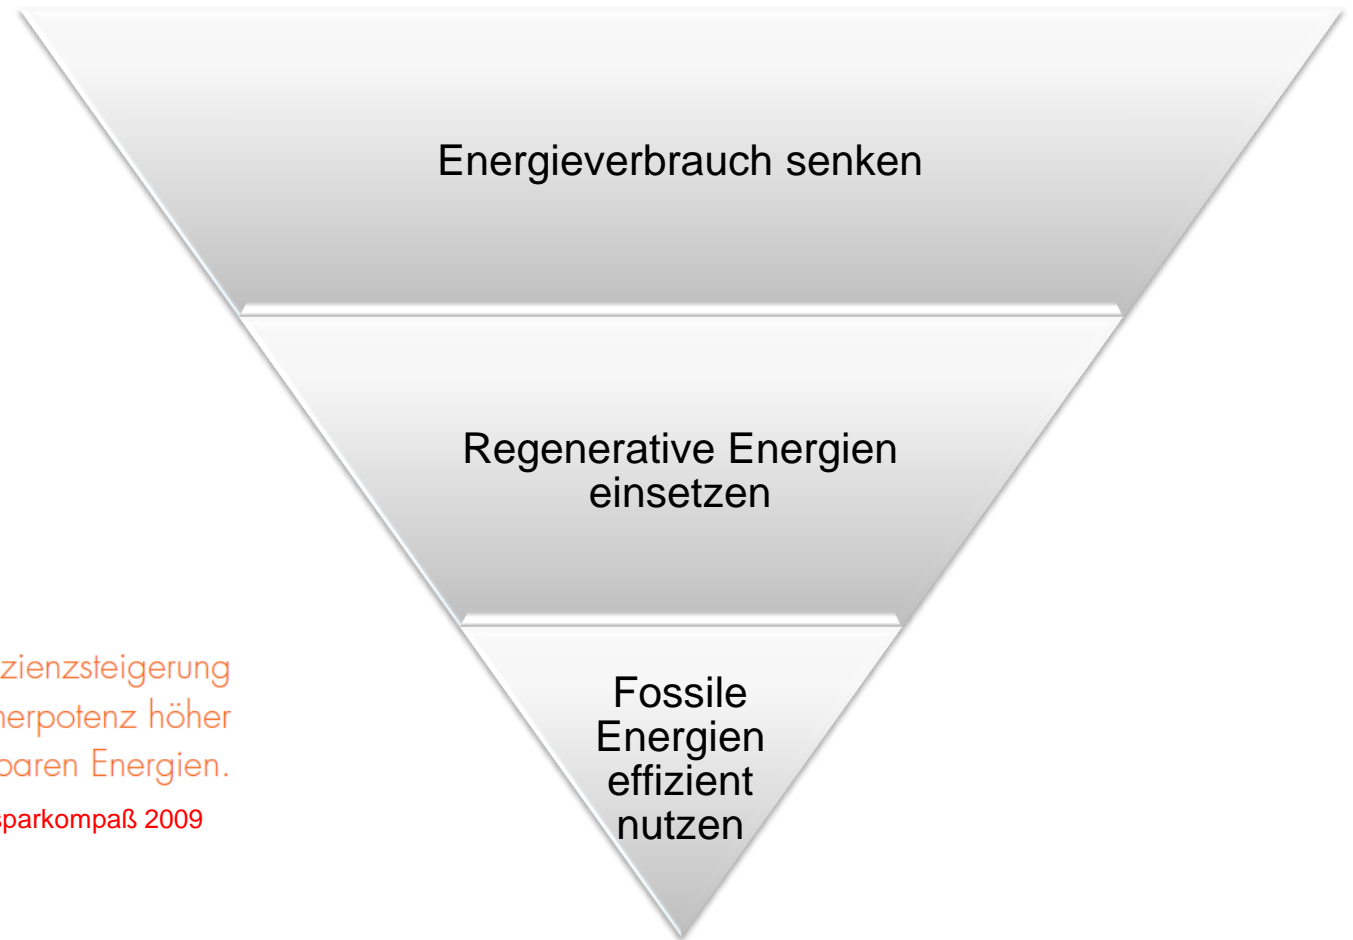 Energieverbrauch senken
Regenerative Energien
einsetzen
Fossile
Energien
effizient
nutzen
zienzsteigerung
nerpotenz höher
baren Energien.
sparkompaß 2009